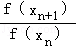 f ( x_{n+1} )
f ( x_n )